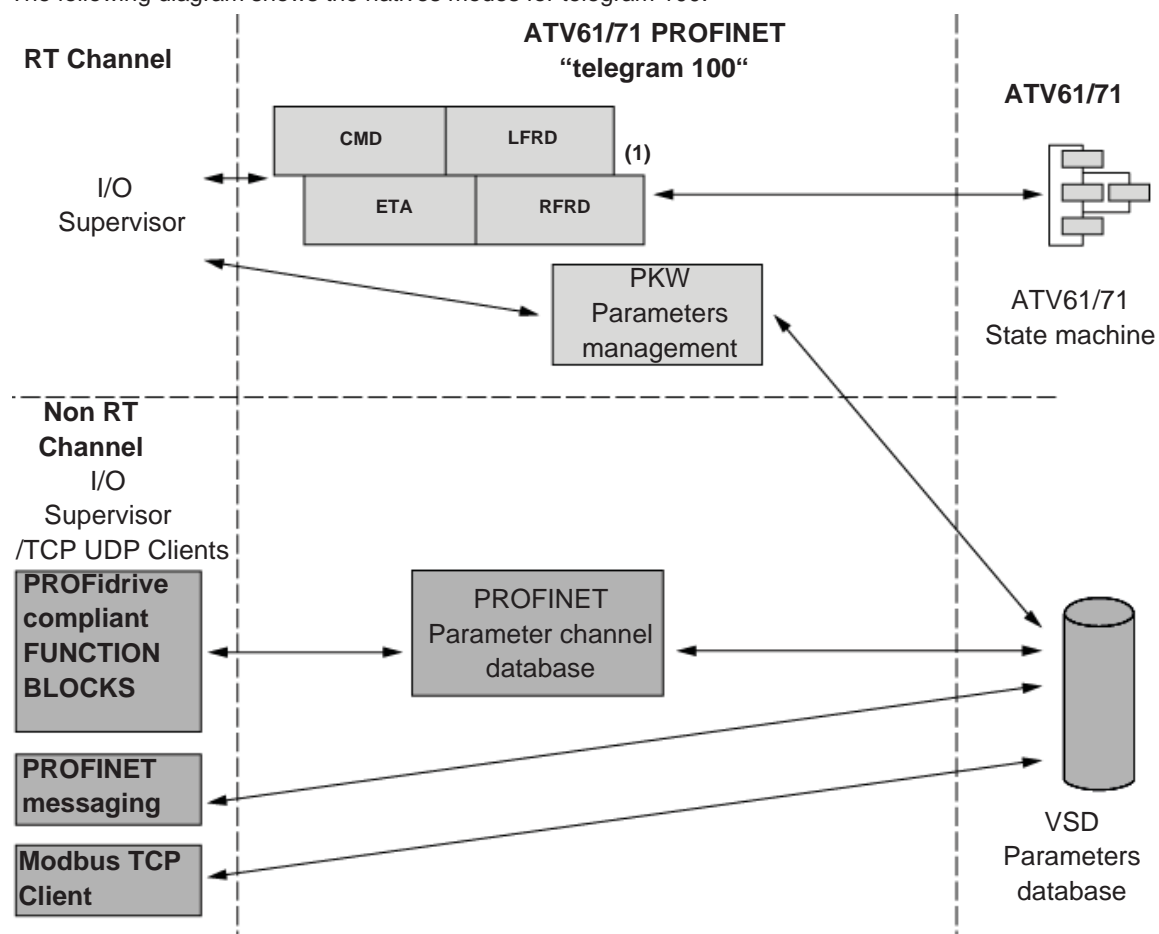 The following diagram shows the natives modes for telegram 100.
RT Channel
ATV61/71 PROFINET
“telegram 100“
ATV61/71
CMD
LFRD
(1)
ETA
RFRD
I/O
Supervisor
PKW
Parameters
management
ATV61/71
State machine
Non RT
Channel
I/O
Supervisor
/TCP UDP Clients
PROFidrive
compliant
FUNCTION
BLOCKS
PROFINET
Parameter channel
database
PROFINET
messaging
Modbus TCP
Client
VSD
Parameters
database